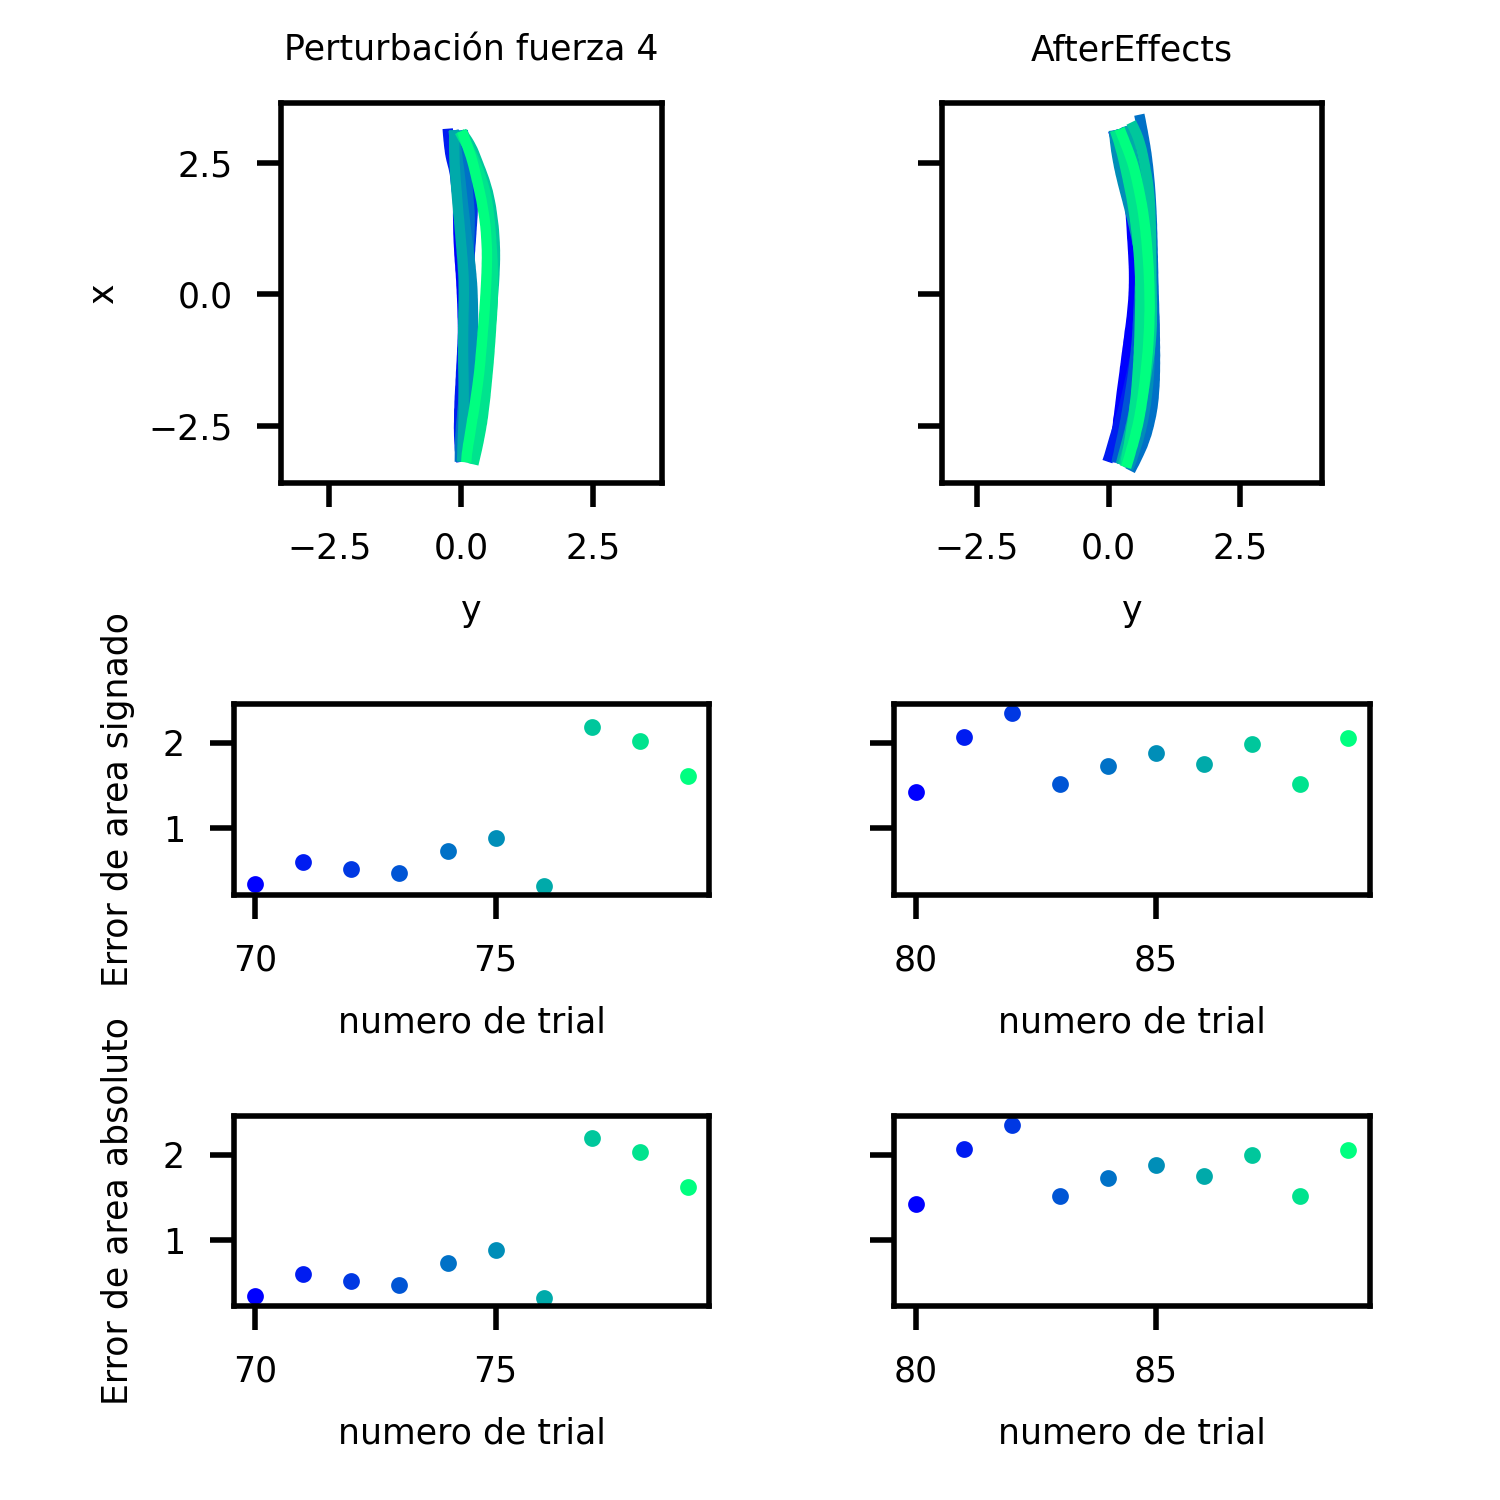 Perturbación fuerza 4
AfterEffects
x
2.5
0.0
−2.5
−2.5 0.0 2.5
y
−2.5 0.0 2.5
y
Error de area signado
2
1
70 75
numero de trial
80 85
numero de trial
Error de area absoluto
2
1
70 75
numero de trial
80 85
numero de trial